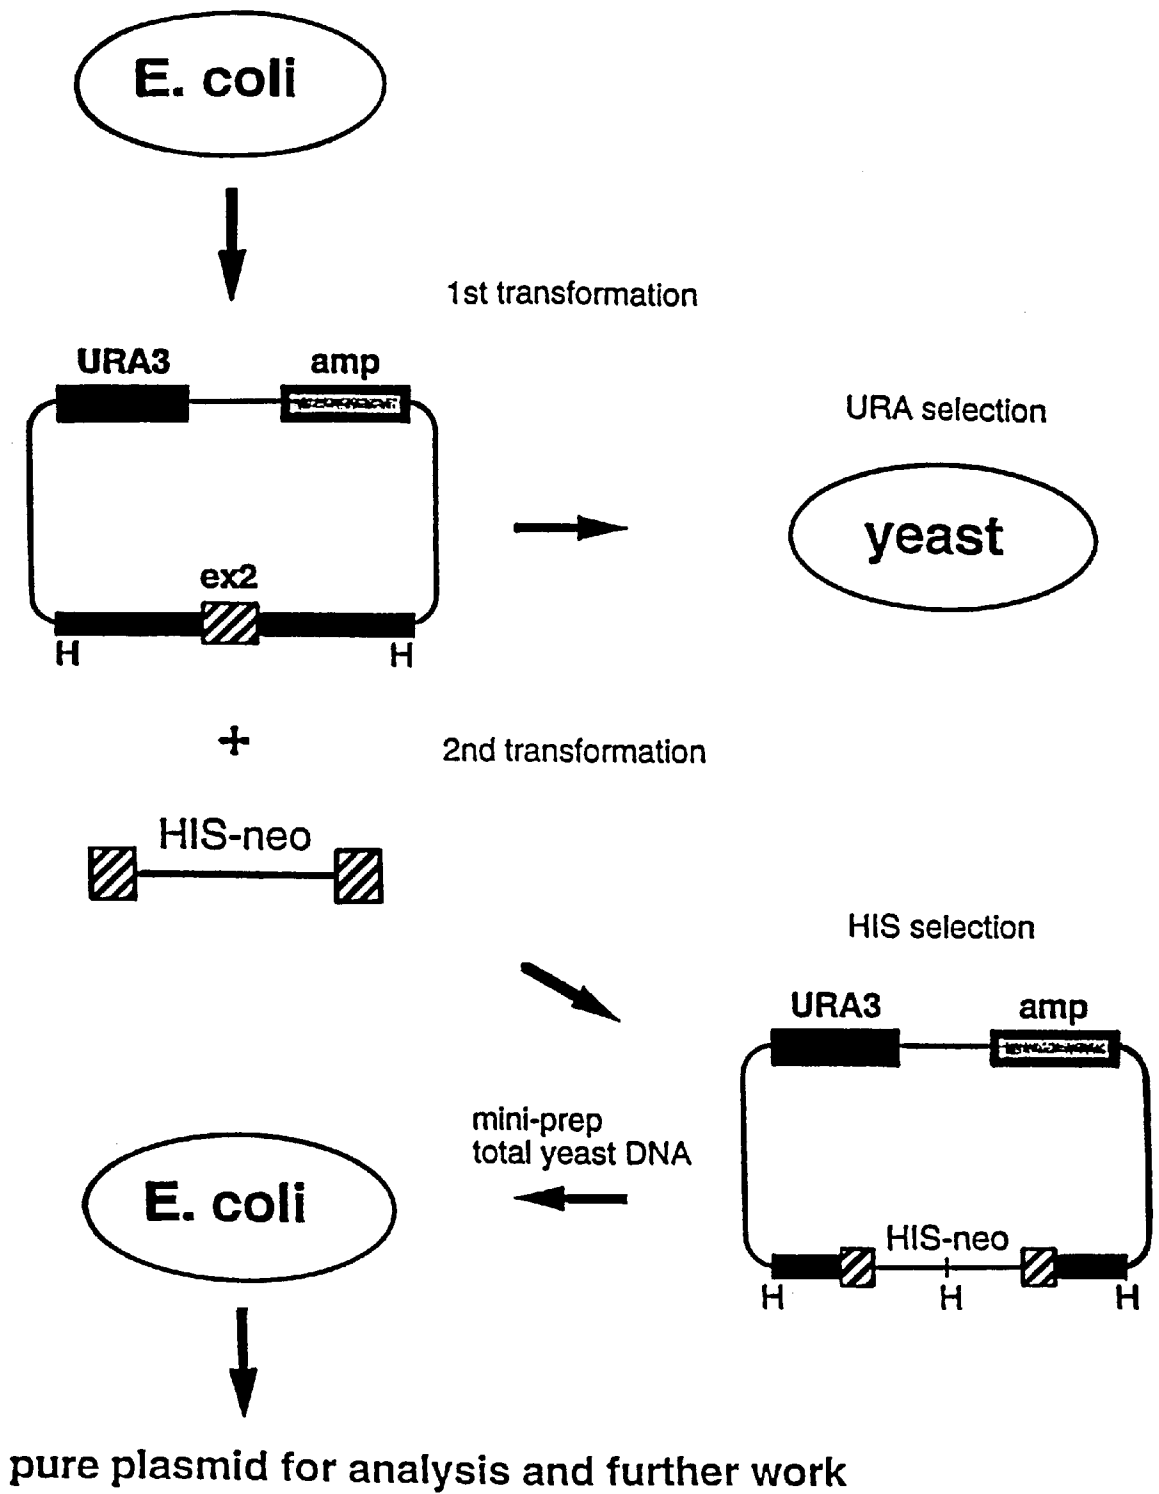 E. coli
1st transformation
URA3 amp
URA selection
yeast
ex2
H H
+
2nd transformation
HIS-neo
HIS selection
URA3 amp
mini-prep
total yeast DNA
E. coli
HIS-neo
H H H
pure plasmid for analysis and further work